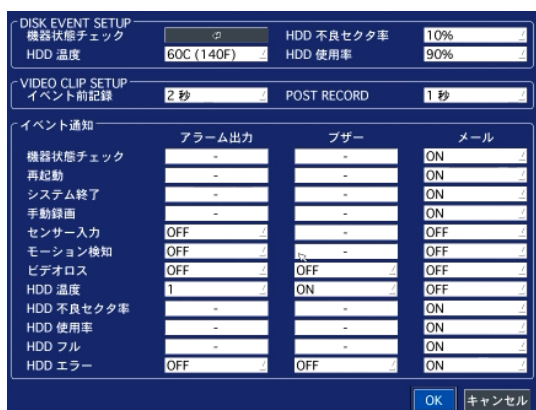 DISK EVENT SETUP
機器状態チェック HDD 不良セクタ率 10%
HDD 温度 60C (140F) HDD 使用率 90%
VIDEO CLIP SETUP
イベント前記録 2 秒 POST RECORD 1 秒
イベント通知
アラーム出力 ブザー メール
機器状態チェック - - ON
再起動 - - ON
システム終了 - - ON
手動録画 - - ON
センサー入力 OFF - OFF
モーション検知 OFF - OFF
ビデオロス OFF OFF OFF
HDD 温度 1 ON OFF
HDD 不良セクタ率 - - ON
HDD 使用率 - - ON
HDD フル - - ON
HDD エラー OFF OFF ON
OK キャンセル